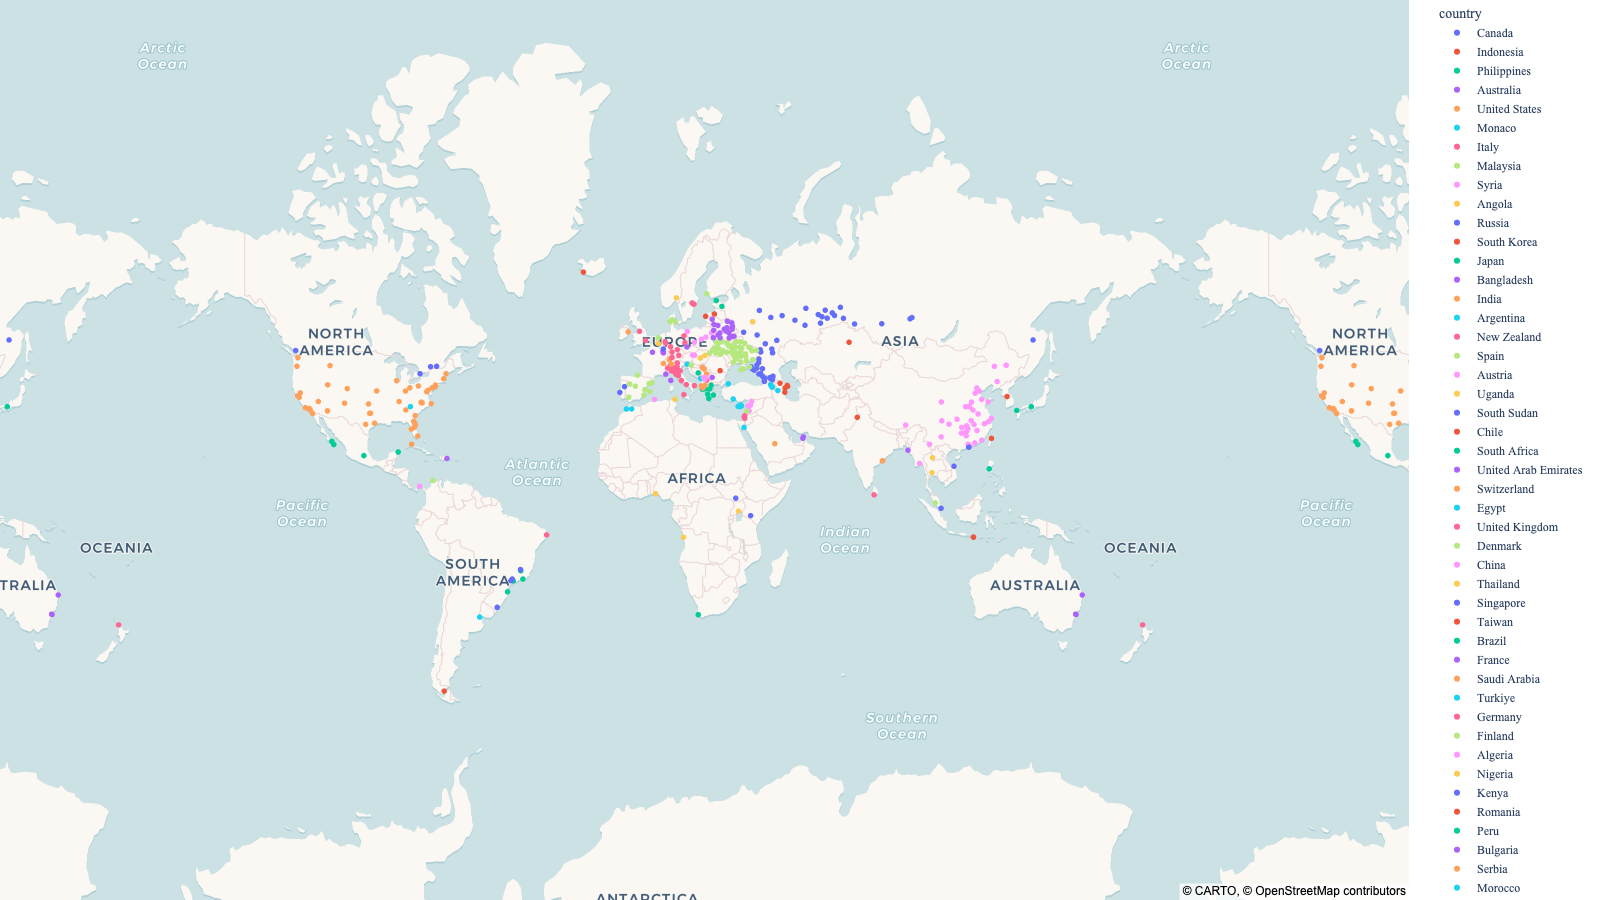 Arctic
Ocean
Arctic
Ocean
NORTH
AMERICA
EUROPE
ASIA
NORTH
AMERICA
Atlantic
Ocean
AFRICA
Pacific
Ocean
Indian
Ocean
Pacific
Ocean
OCEANIA
OCEANIA
SOUTH
AMERICA
TRALIA
AUSTRALIA
Southern
Ocean
ANTARCTICA
© CARTO, © OpenStreetMap contributors
country
Canada
Indonesia
Philippines
Australia
United States
Monaco
Italy
Malaysia
Syria
Angola
Russia
South Korea
Japan
Bangladesh
India
Argentina
New Zealand
Spain
Austria
Uganda
South Sudan
Chile
South Africa
United Arab Emirates
Switzerland
Egypt
United Kingdom
Denmark
China
Thailand
Singapore
Taiwan
Brazil
France
Saudi Arabia
Turkiye
Germany
Finland
Algeria
Nigeria
Kenya
Romania
Peru
Bulgaria
Serbia
Morocco